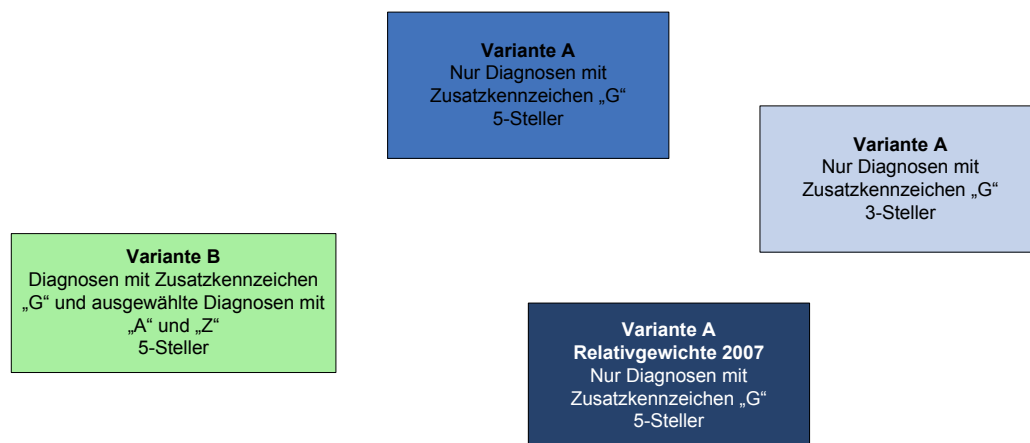 Variante A
Nur Diagnosen mit
Zusatzkennzeichen „G“
5-Steller
Variante A
Nur Diagnosen mit
Zusatzkennzeichen „G“
3-Steller
Variante B
Diagnosen mit Zusatzkennzeichen
„G“ und ausgewählte Diagnosen mit
„A“ und „Z“
5-Steller
Variante A
Relativgewichte 2007
Nur Diagnosen mit
Zusatzkennzeichen „G“
5-Steller